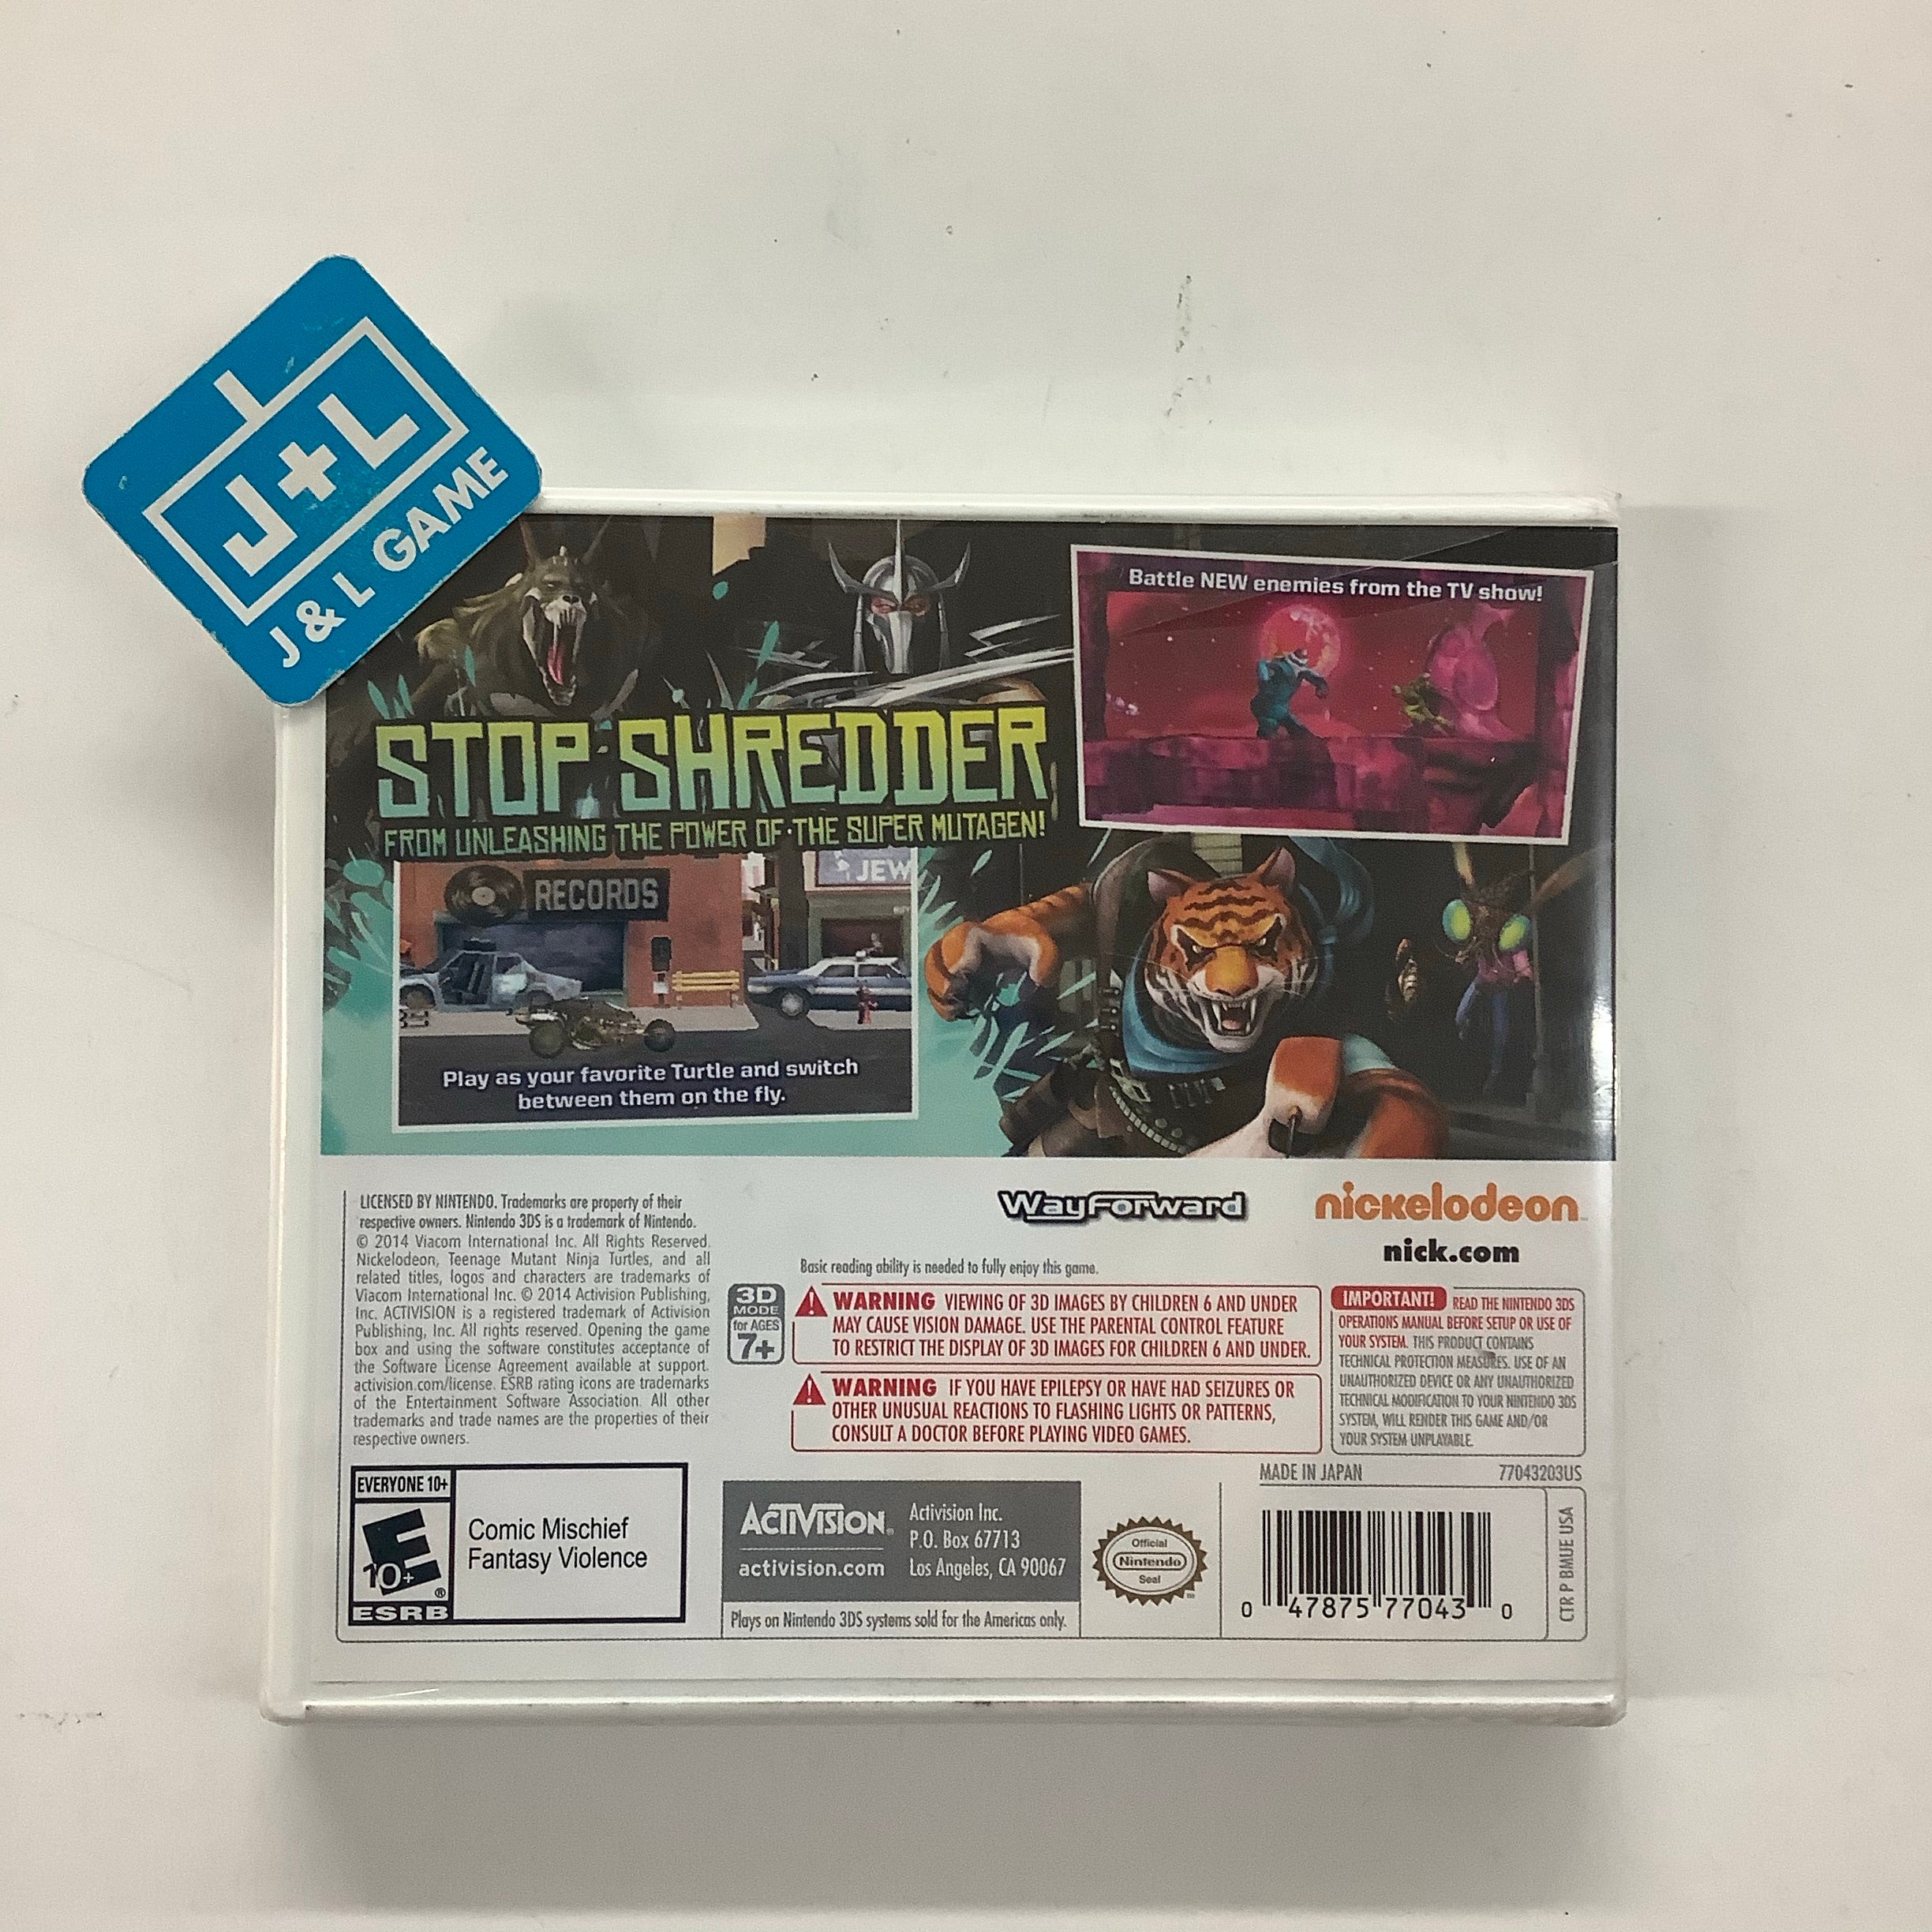 J+L
J & L GAME
Battle NEW enemies from the TV show!
STOP SHREDDER
FROM UNLEASHING THE POWER OF THE SUPER MUTAGEN!
RECORDS
JEW
Play as your favorite Turtle and switch
between them on the fly.
LICENSED BY NINTENDO. Trademarks are property of their
respective owners. Nintendo 3DS is a trademark of Nintendo.
© 2014 Viacom International Inc. All Rights Reserved.
Nickelodeon, Teenage Mutant Ninja Turtles, and all
related titles, logos and characters are trademarks of
Viacom International Inc. © 2014 Activision Publishing,
Inc. ACTIVISION is a registered trademark of Activision
Publishing, Inc. All rights reserved. Opening the game
box and using the software constitutes acceptance of
the Software License Agreement available at support.
activision.com/license. ESRB rating icons are trademarks
of the Entertainment Software Association. All other
trademarks and trade names are the properties of their
respective owners.
WayForward
nickelodeon
nick.com
Basic reading ability is needed to fully enjoy this game.
3D
MODE
for AGES
7+
WARNING VIEWING OF 3D IMAGES BY CHILDREN 6 AND UNDER
MAY CAUSE VISION DAMAGE. USE THE PARENTAL CONTROL FEATURE
TO RESTRICT THE DISPLAY OF 3D IMAGES FOR CHILDREN 6 AND UNDER.
WARNING IF YOU HAVE EPILEPSY OR HAVE HAD SEIZURES OR
OTHER UNUSUAL REACTIONS TO FLASHING LIGHTS OR PATTERNS,
CONSULT A DOCTOR BEFORE PLAYING VIDEO GAMES.
IMPORTANT! READ THE NINTENDO 3DS
OPERATIONS MANUAL BEFORE SETUP OR USE OF
YOUR SYSTEM. THIS PRODUCT CONTAINS
TECHNICAL PROTECTION MEASURES. USE OF AN
UNAUTHORIZED DEVICE OR ANY UNAUTHORIZED
TECHNICAL MODIFICATION TO YOUR NINTENDO 3DS
SYSTEM, WILL RENDER THIS GAME AND/OR
YOUR SYSTEM UNPLAYABLE.
EVERYONE 10+
E
10+
®
ESRB
Comic Mischief
Fantasy Violence
ACTIVISION®
activision.com
Activision Inc.
P.O. Box 67713
Los Angeles, CA 90067
Plays on Nintendo 3DS systems sold for the Americas only.
Official
Nintendo
Seal
MADE IN JAPAN
77043203US
0 47875 77043 0
CTR P BMUE USA